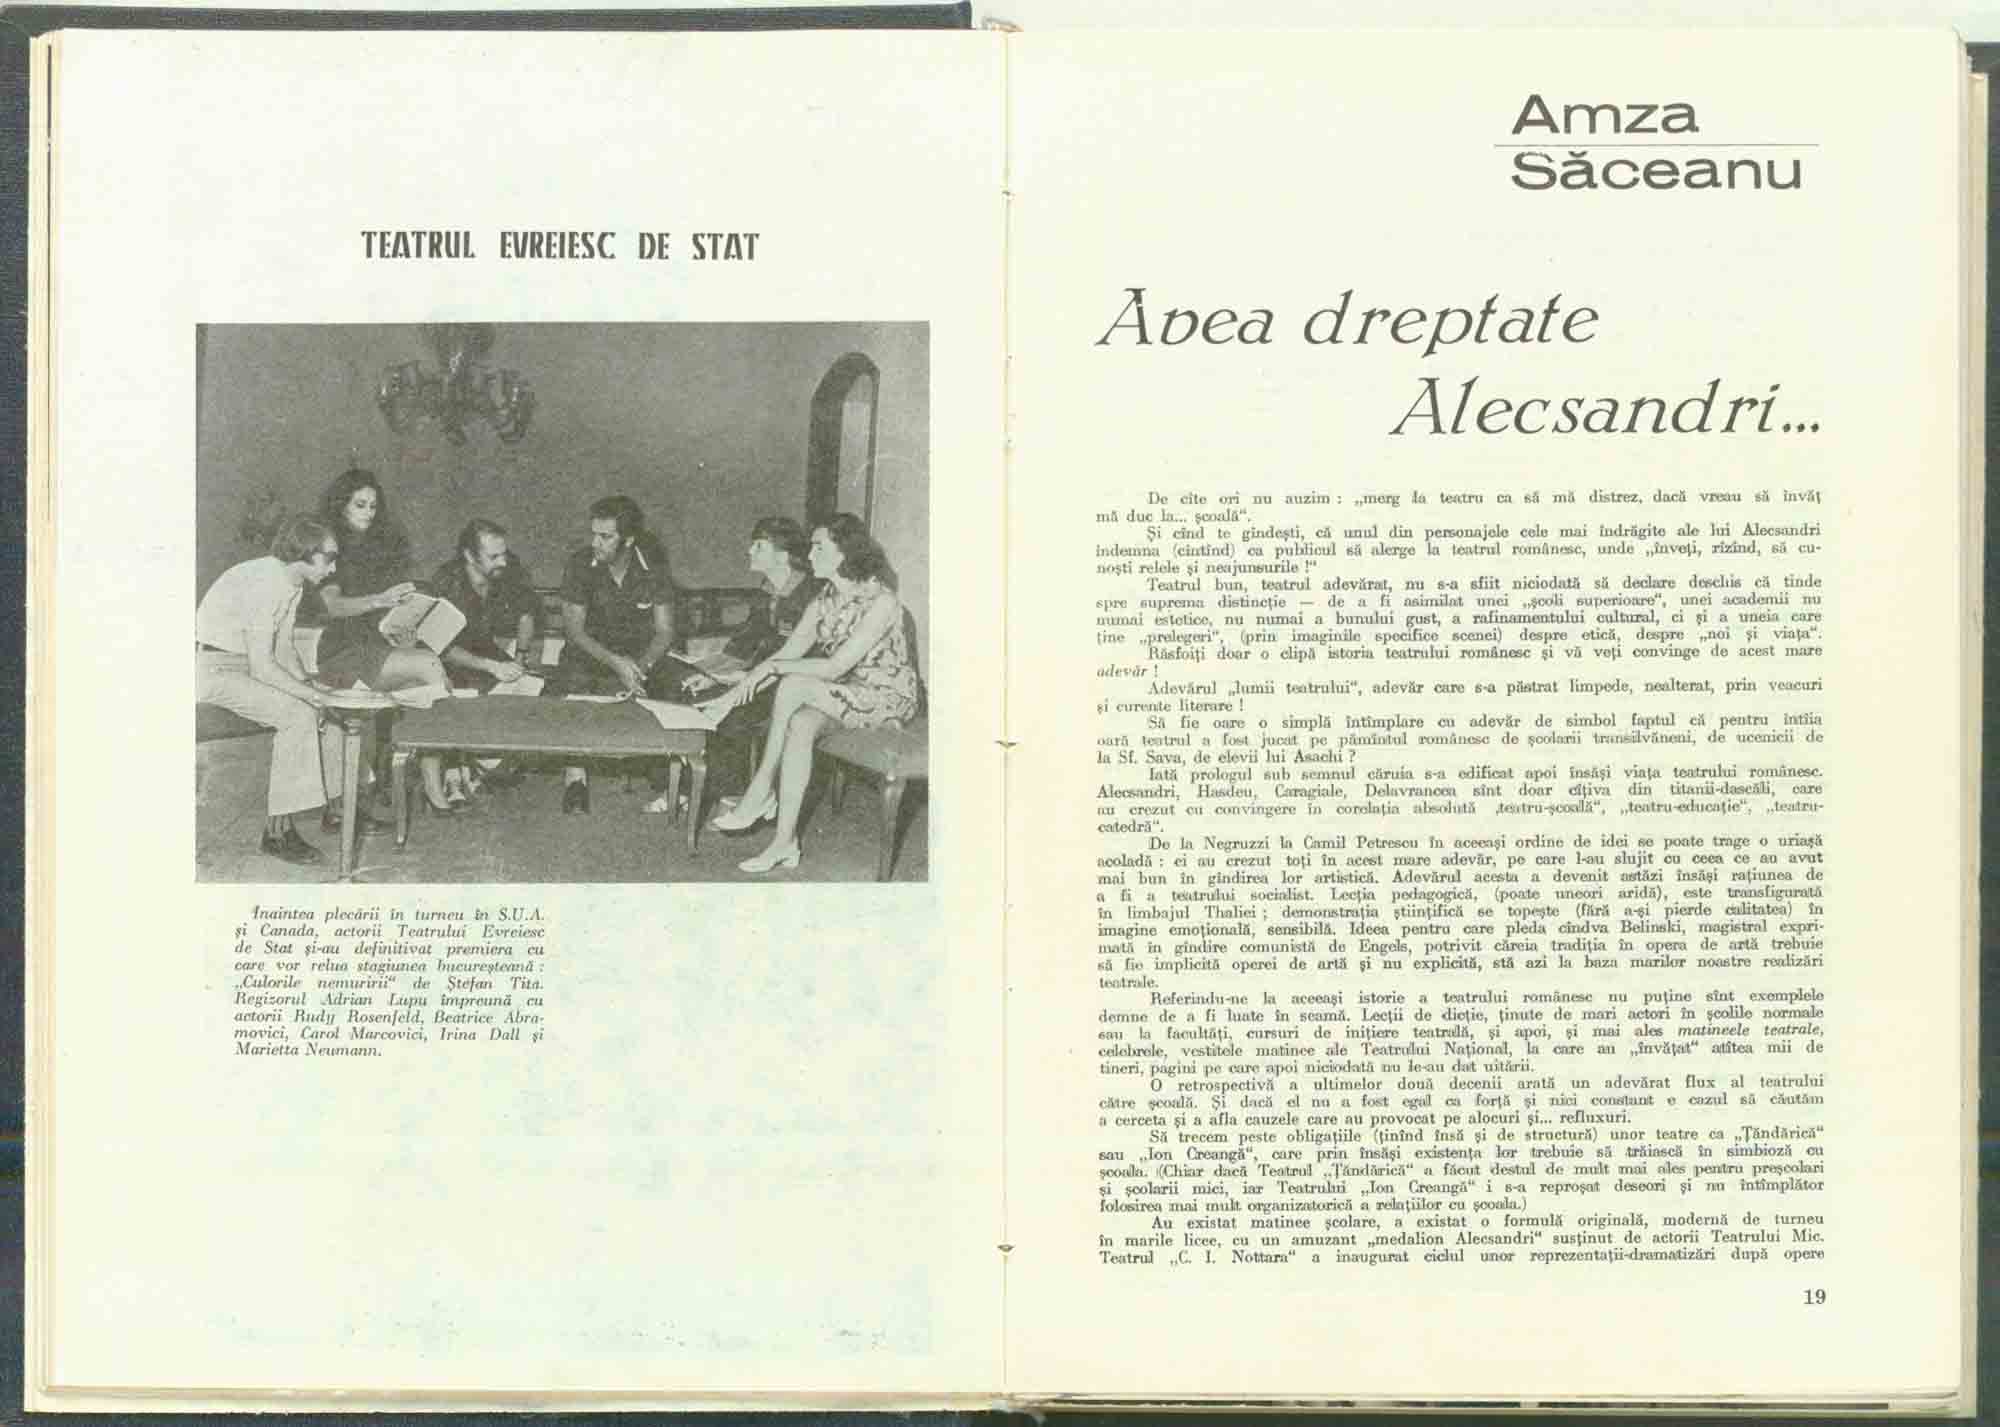 TEATRUL EVREIESC DE STAT
Înaintea plecării în turneu în S.U.A.
și Canada, actorii Teatrului Evreiesc
de Stat și-au definitivat premiera cu
care vor relua stagiunea bucureșteană :
„Culorile nemuririi“ de Ștefan Tita.
Regizorul Adrian Lupu împreună cu
actorii Rudy Rosenfeld, Beatrice Abra-
movici, Carol Marcovici, Irina Dall și
Marietta Neumann.
Amza
Săceanu
Avea dreptate
Alecsandri...
De cîte ori nu auzim : „merg la teatru ca să mă distrez, dacă vreau să învăț
mă duc la... școală“.
Și cînd te gîndești, că unul din personajele cele mai îndrăgite ale lui Alecsandri
îndemna (cîntînd) ca publicul să alerge la teatrul românesc, unde „înveți, rîzînd, să cu-
noști relele și neajunsurile !“
Teatrul bun, teatrul adevărat, nu s-a sfiit niciodată să declare deschis că tinde
spre suprema distincție — de a fi asimilat unei „școli superioare“, unei academii nu
numai estetice, nu numai a bunului gust, a rafinamentului cultural, ci și a uneia care
ține „prelegeri“, (prin imaginile specifice scenei) despre etică, despre „noi și viața“.
Răsfoiți doar o clipă istoria teatrului românesc și vă veți convinge de acest mare
adevăr !
Adevărul „lumii teatrului“, adevăr care s-a păstrat limpede, nealterat, prin veacuri
și curente literare !
Să fie oare o simplă întîmplare cu adevăr de simbol faptul că pentru întîia
oară teatrul a fost jucat pe pămîntul românesc de școlarii transilvăneni, de ucenicii de
la Sf. Sava, de elevii lui Asachi ?
Iată prologul sub semnul căruia s-a edificat apoi însăși viața teatrului românesc.
Alecsandri, Hasdeu, Caragiale, Delavrancea sînt doar cîțiva din titanii-dascăli, care
au crezut cu convingere în corelația absolută „teatru-școală“, „teatru-educație“, „teatru-
catedră“.
De la Negruzzi la Camil Petrescu în aceeași ordine de idei se poate trage o uriașă
acoladă : ei au crezut toți în acest mare adevăr, pe care l-au slujit cu ceea ce au avut
mai bun în gîndirea lor artistică. Adevărul acesta a devenit astăzi însăși rațiunea de
a fi a teatrului socialist. Lecția pedagogică, (poate uneori aridă), este transfigurată
în limbajul Thaliei ; demonstrația științifică se topește (fără a-și pierde calitatea) în
imagine emoțională, sensibilă. Ideea pentru care pleda cîndva Belinski, magistral expri-
mată în gîndire comunistă de Engels, potrivit căreia tradiția în opera de artă trebuie
să fie implicită operei de artă și nu explicită, stă azi la baza marilor noastre realizări
teatrale.
Referindu-ne la aceeași istorie a teatrului românesc nu puține sînt exemplele
demne de a fi luate în seamă. Lecții de dicție, ținute de mari actori în școlile normale
sau la facultăți, cursuri de inițiere teatrală, și apoi, și mai ales matineele teatrale,
celebrele, vestitele matinee ale Teatrului Național, la care au „învățat“ atîtea mii de
tineri, pagini pe care apoi niciodată nu le-au dat uitării.
O retrospectivă a ultimelor două decenii arată un adevărat flux al teatrului
către școală. Și dacă el nu a fost egal ca forță și nici constant e cazul să căutăm
a cerceta și a afla cauzele care au provocat pe alocuri și... refluxuri.
Să trecem peste obligațiile (ținînd însă și de structură) unor teatre ca „Țăndărică“
sau „Ion Creangă“, care prin însăși existența lor trebuie să trăiască în simbioză cu
școala. (Chiar dacă Teatrul „Țăndărică“ a făcut destul de mult mai ales pentru preșcolari
și școlarii mici, iar Teatrului „Ion Creangă“ i s-a reproșat deseori și nu întîmplător
folosirea mai mult organizatorică a relațiilor cu școala.)
Au existat matinee școlare, a existat o formulă originală, modernă de turneu
în marile licee, cu un amuzant „medalion Alecsandri“ susținut de actorii Teatrului Mic.
Teatrul „C. I. Nottara“ a inaugurat ciclul unor reprezentații-dramatizări după opere
19